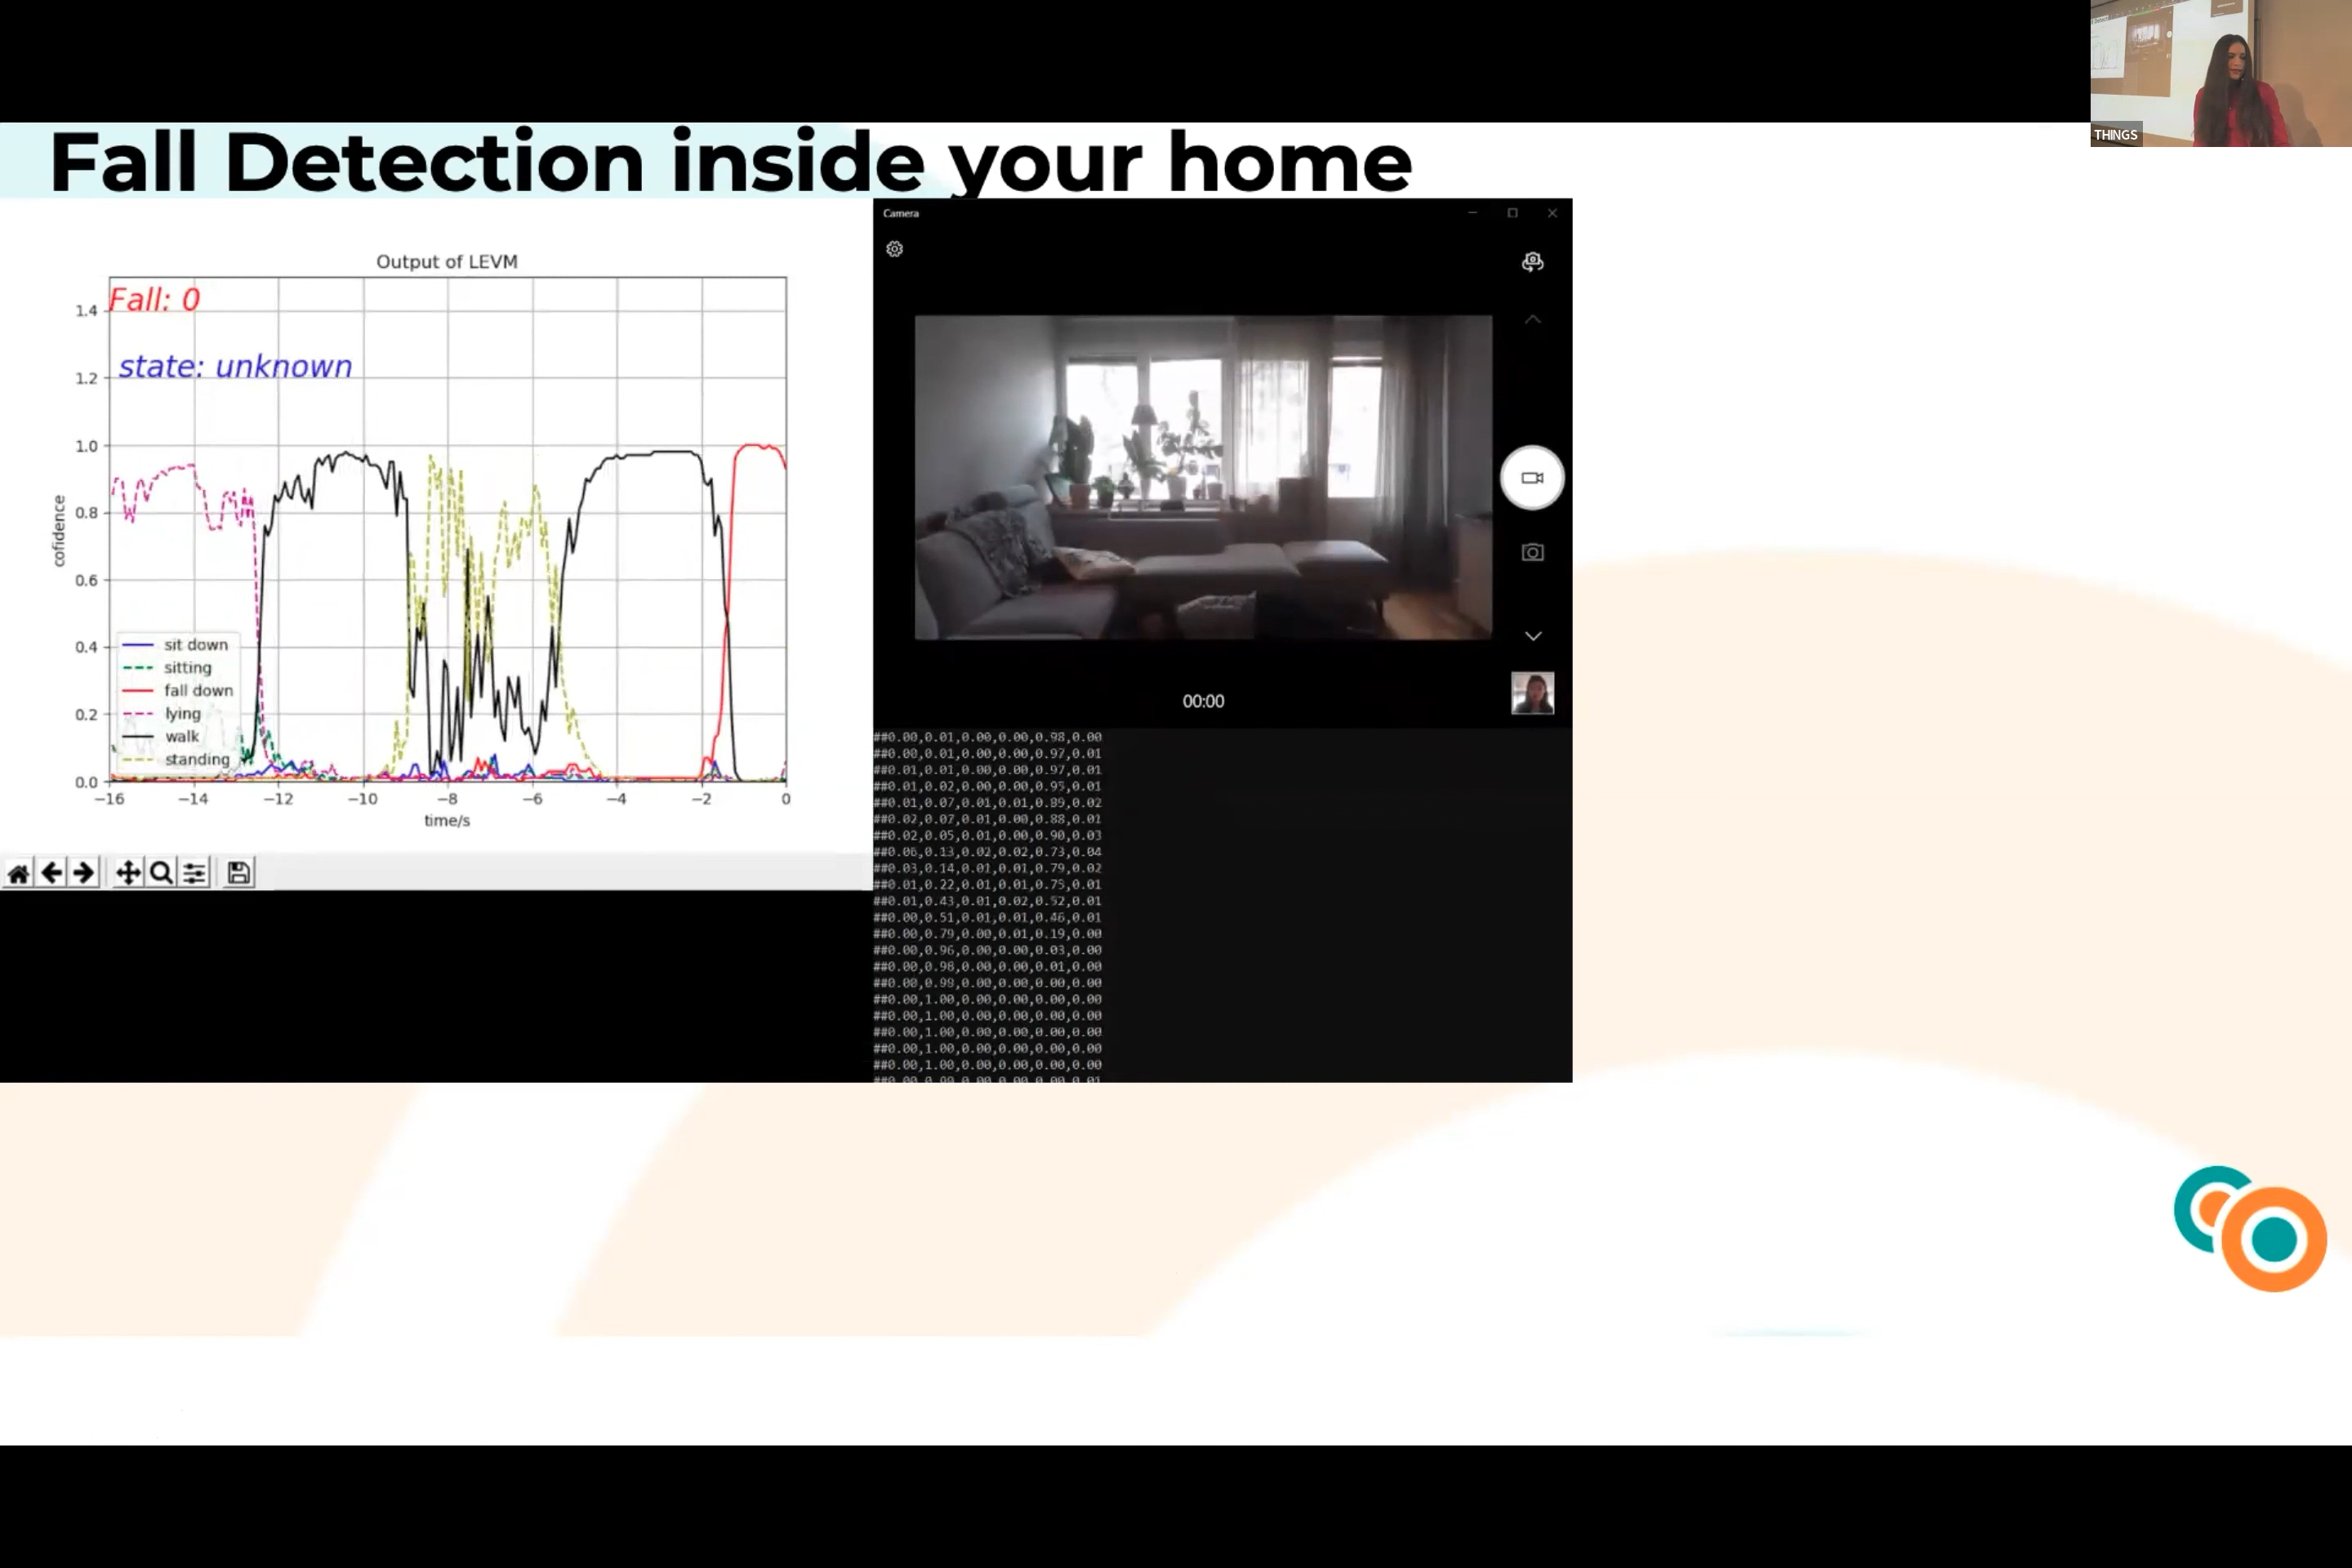 THINGS
Fall Detection inside your home
Output of LEVM
Fall: 0
state: unknown
1.4
1.2
1.0
0.8
0.6
0.4
0.2
0.0
cofidence
sit down
sitting
fall down
lying
walk
standing
−16 −14 −12 −10 −8 −6 −4 −2 0
time/s
Camera
00:00
##0.00,0.01,0.00,0.00,0.98,0.00
##0.00,0.01,0.00,0.00,0.97,0.01
##0.01,0.01,0.00,0.00,0.97,0.01
##0.01,0.02,0.00,0.00,0.95,0.01
##0.01,0.07,0.01,0.01,0.89,0.02
##0.02,0.07,0.01,0.00,0.88,0.01
##0.02,0.05,0.01,0.00,0.90,0.03
##0.06,0.13,0.02,0.02,0.73,0.04
##0.03,0.14,0.01,0.01,0.79,0.02
##0.01,0.22,0.01,0.01,0.75,0.01
##0.01,0.43,0.01,0.02,0.52,0.01
##0.00,0.51,0.01,0.01,0.46,0.01
##0.00,0.79,0.00,0.01,0.19,0.00
##0.00,0.96,0.00,0.00,0.03,0.00
##0.00,0.98,0.00,0.00,0.01,0.00
##0.00,0.99,0.00,0.00,0.00,0.00
##0.00,1.00,0.00,0.00,0.00,0.00
##0.00,1.00,0.00,0.00,0.00,0.00
##0.00,1.00,0.00,0.00,0.00,0.00
##0.00,1.00,0.00,0.00,0.00,0.00
##0.00,1.00,0.00,0.00,0.00,0.00